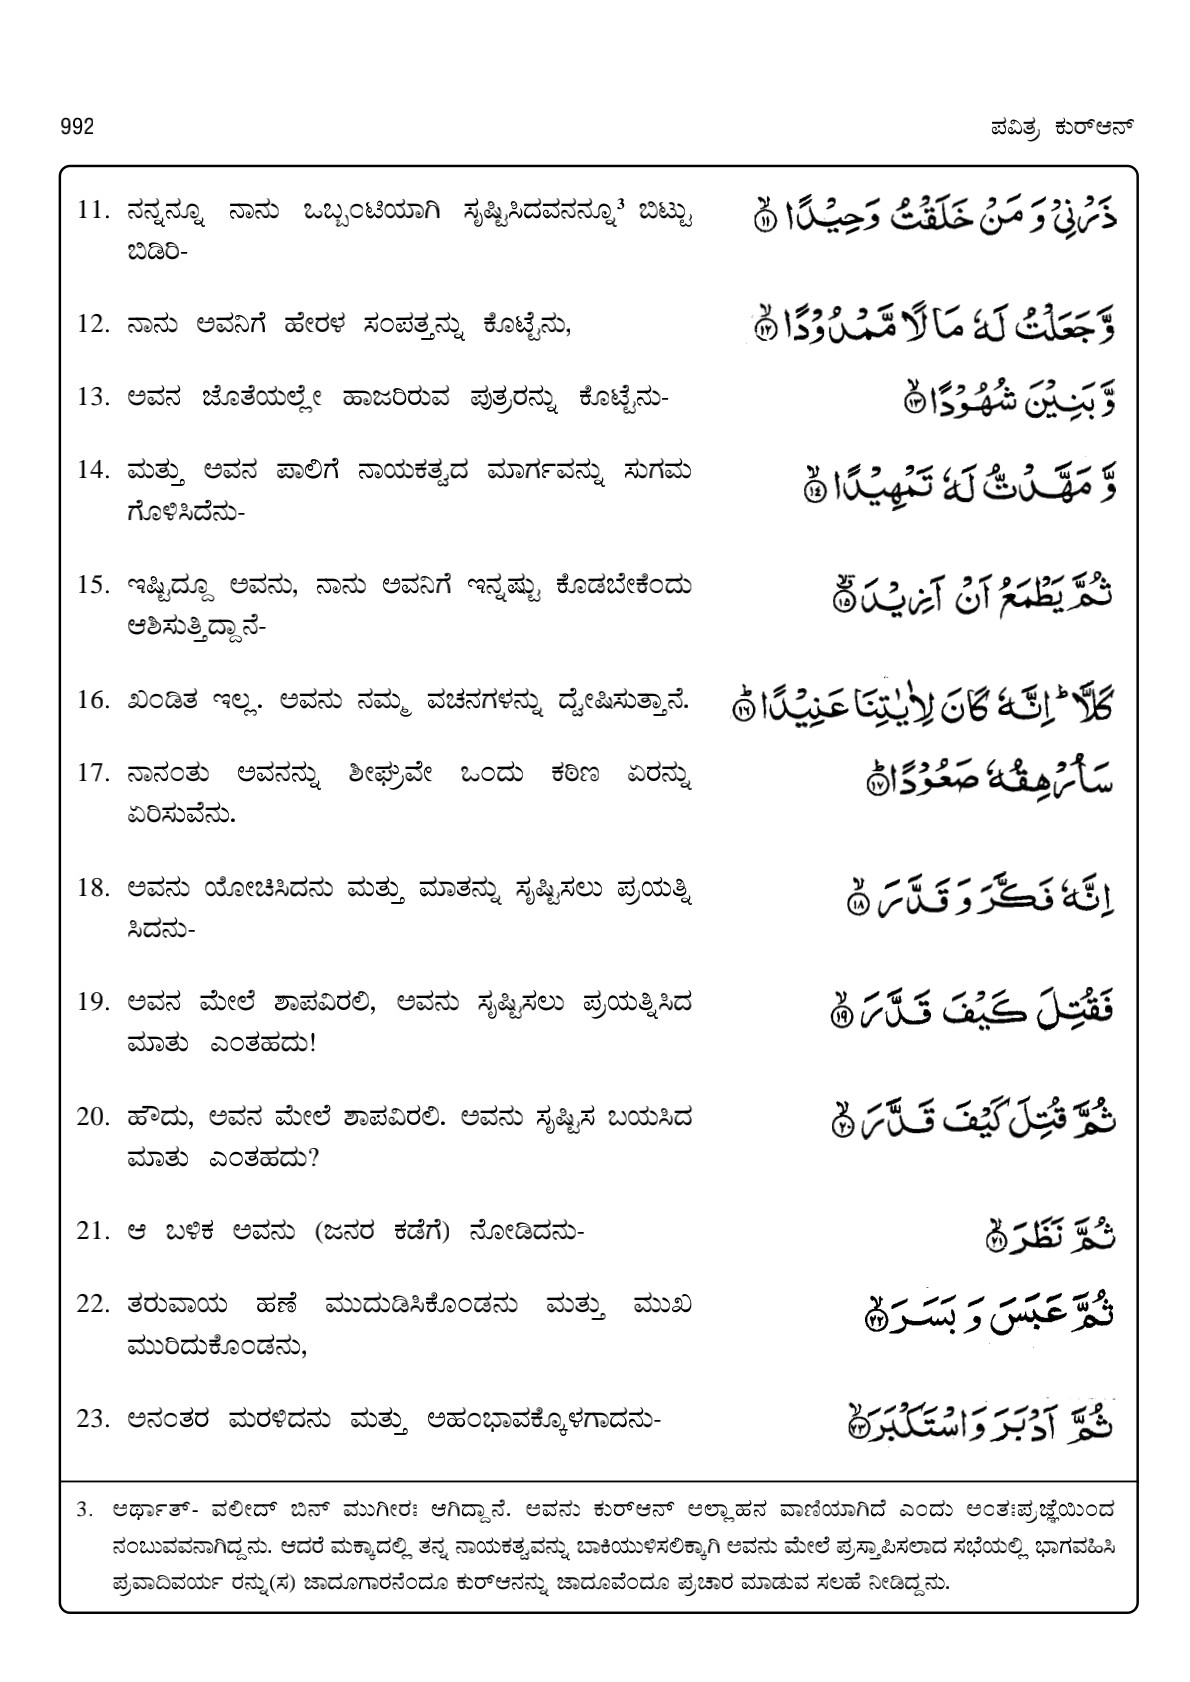 992 ಪವಿತ್ರ ಕುರ್‌ಆನ್
11. ನನ್ನನ್ನೂ ನಾನು ಒಬ್ಬಂಟಿಯಾಗಿ ಸೃಷ್ಟಿಸಿದವನನ್ನೂ³ ಬಿಟ್ಟು
ಬಿಡಿರಿ-
ذَرْنِيْ وَ مَنْ خَلَقْتُ وَحِيْدًا ۙ۝۱۱
12. ನಾನು ಅವನಿಗೆ ಹೇರಳ ಸಂಪತ್ತನ್ನು ಕೊಟ್ಟೆನು,
وَّ جَعَلْتُ لَهٗ مَالًا مَّمْدُوْدًا ۙ۝۱۲
13. ಅವನ ಜೊತೆಯಲ್ಲೇ ಹಾಜರಿರುವ ಪುತ್ರರನ್ನು ಕೊಟ್ಟೆನು-
وَّ بَنِيْنَ شُهُوْدًا ۙ۝۱۳
14. ಮತ್ತು ಅವನ ಪಾಲಿಗೆ ನಾಯಕತ್ವದ ಮಾರ್ಗವನ್ನು ಸುಗಮ
ಗೊಳಿಸಿದೆನು-
وَّ مَهَّدْتُّ لَهٗ تَمْهِيْدًا ۙ۝۱٤
15. ಇಷ್ಟಿದ್ದೂ ಅವನು, ನಾನು ಅವನಿಗೆ ಇನ್ನಷ್ಟು ಕೊಡಬೇಕೆಂದು
ಆಶಿಸುತ್ತಿದ್ದಾನೆ-
ثُمَّ يَطْمَعُ اَنْ اَزِيْدَ ۝۱۵
16. ಖಂಡಿತ ಇಲ್ಲ. ಅವನು ನಮ್ಮ ವಚನಗಳನ್ನು ದ್ವೇಷಿಸುತ್ತಾನೆ.
كَلَّا ؕ اِنَّهٗ كَانَ لِاٰيٰتِنَا عَنِيْدًا ؕ۝۱٦
17. ನಾನಂತು ಅವನನ್ನು ಶೀಘ್ರವೇ ಒಂದು ಕಠಿಣ ಏರನ್ನು
ಏರಿಸುವೆನು.
سَاُرْهِقُهٗ صَعُوْدًا ؕ۝۱۷
18. ಅವನು ಯೋಚಿಸಿದನು ಮತ್ತು ಮಾತನ್ನು ಸೃಷ್ಟಿಸಲು ಪ್ರಯತ್ನಿ
ಸಿದನು-
اِنَّهٗ فَكَّرَ وَ قَدَّرَ ۙ۝۱۸
19. ಅವನ ಮೇಲೆ ಶಾಪವಿರಲಿ, ಅವನು ಸೃಷ್ಟಿಸಲು ಪ್ರಯತ್ನಿಸಿದ
ಮಾತು ಎಂತಹದು!
فَقُتِلَ كَيْفَ قَدَّرَ ۙ۝۱۹
20. ಹೌದು, ಅವನ ಮೇಲೆ ಶಾಪವಿರಲಿ. ಅವನು ಸೃಷ್ಟಿಸ ಬಯಸಿದ
ಮಾತು ಎಂತಹದು?
ثُمَّ قُتِلَ كَيْفَ قَدَّرَ ۙ۝۲۰
21. ಆ ಬಳಿಕ ಅವನು (ಜನರ ಕಡೆಗೆ) ನೋಡಿದನು-
ثُمَّ نَظَرَ ۙ۝۲۱
22. ತರುವಾಯ ಹಣೆ ಮುದುಡಿಸಿಕೊಂಡನು ಮತ್ತು ಮುಖ
ಮುರಿದುಕೊಂಡನು,
ثُمَّ عَبَسَ وَ بَسَرَ ۙ۝۲۲
23. ಅನಂತರ ಮರಳಿದನು ಮತ್ತು ಅಹಂಭಾವಕ್ಕೊಳಗಾದನು-
ثُمَّ اَدْبَرَ وَاسْتَكْبَرَ ۙ۝۲۳
3. ಅರ್ಥಾತ್- ವಲೀದ್ ಬಿನ್ ಮುಗೀರಃ ಆಗಿದ್ದಾನೆ. ಅವನು ಕುರ್‌ಆನ್ ಅಲ್ಲಾಹನ ವಾಣಿಯಾಗಿದೆ ಎಂದು ಅಂತಃಪ್ರಜ್ಞೆಯಿಂದ
ನಂಬುವವನಾಗಿದ್ದನು. ಆದರೆ ಮಕ್ಕಾದಲ್ಲಿ ತನ್ನ ನಾಯಕತ್ವವನ್ನು ಬಾಕಿಯುಳಿಸಲಿಕ್ಕಾಗಿ ಅವನು ಮೇಲೆ ಪ್ರಸ್ತಾಪಿಸಲಾದ ಸಭೆಯಲ್ಲಿ ಭಾಗವಹಿಸಿ
ಪ್ರವಾದಿವರ್ಯ ರನ್ನು(ಸ) ಜಾದೂಗಾರನೆಂದೂ ಕುರ್‌ಆನನ್ನು ಜಾದೂವೆಂದೂ ಪ್ರಚಾರ ಮಾಡುವ ಸಲಹೆ ನೀಡಿದ್ದನು.